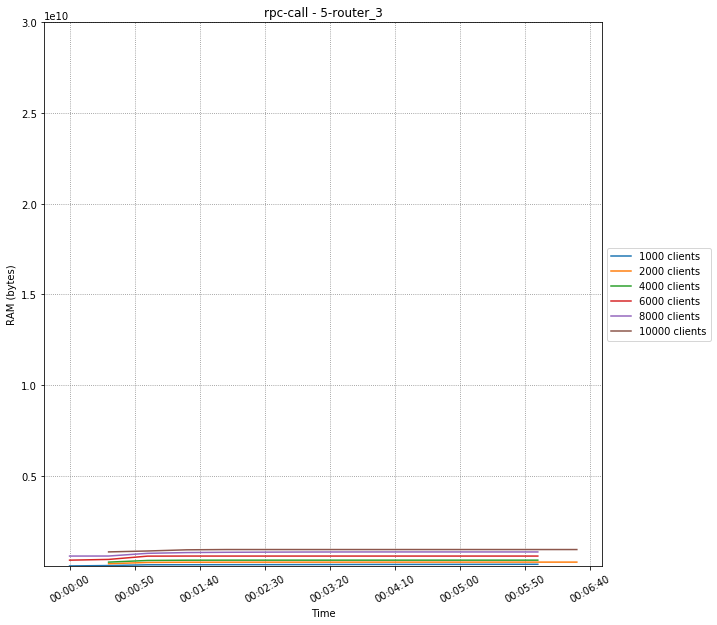 rpc-call - 5-router_3
1e10
3.0
2.5
2.0
1.5
1.0
0.5
RAM (bytes)
00:00:00
00:00:50
00:01:40
00:02:30
00:03:20
00:04:10
00:05:00
00:05:50
00:06:40
Time
1000 clients
2000 clients
4000 clients
6000 clients
8000 clients
10000 clients